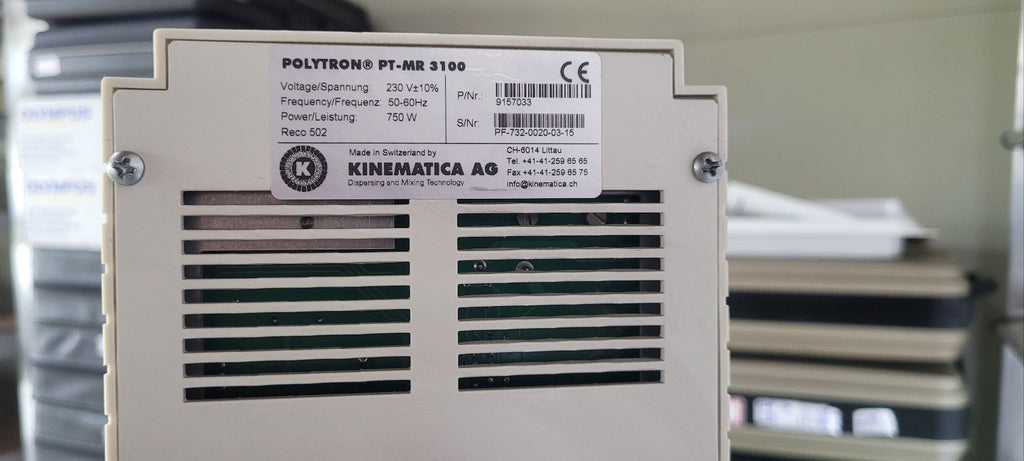 POLYTRON® PT-MR 3100
Voltage/Spannung: 230 V±10%
Frequency/Frequenz: 50-60Hz
Power/Leistung: 750 W
Reco 502
CE
P/Nr.:
9157033
S/Nr:
PF-732-0020-03-15
K
Made in Switzerland by
KINEMATICA AG
Dispersing and Mixing Technology
CH-6014 Littau
Tel. +41-41-259 65 65
Fax +41-41-259 65 75
info@kinematica.ch
OLYMPUS
OLYMPUS